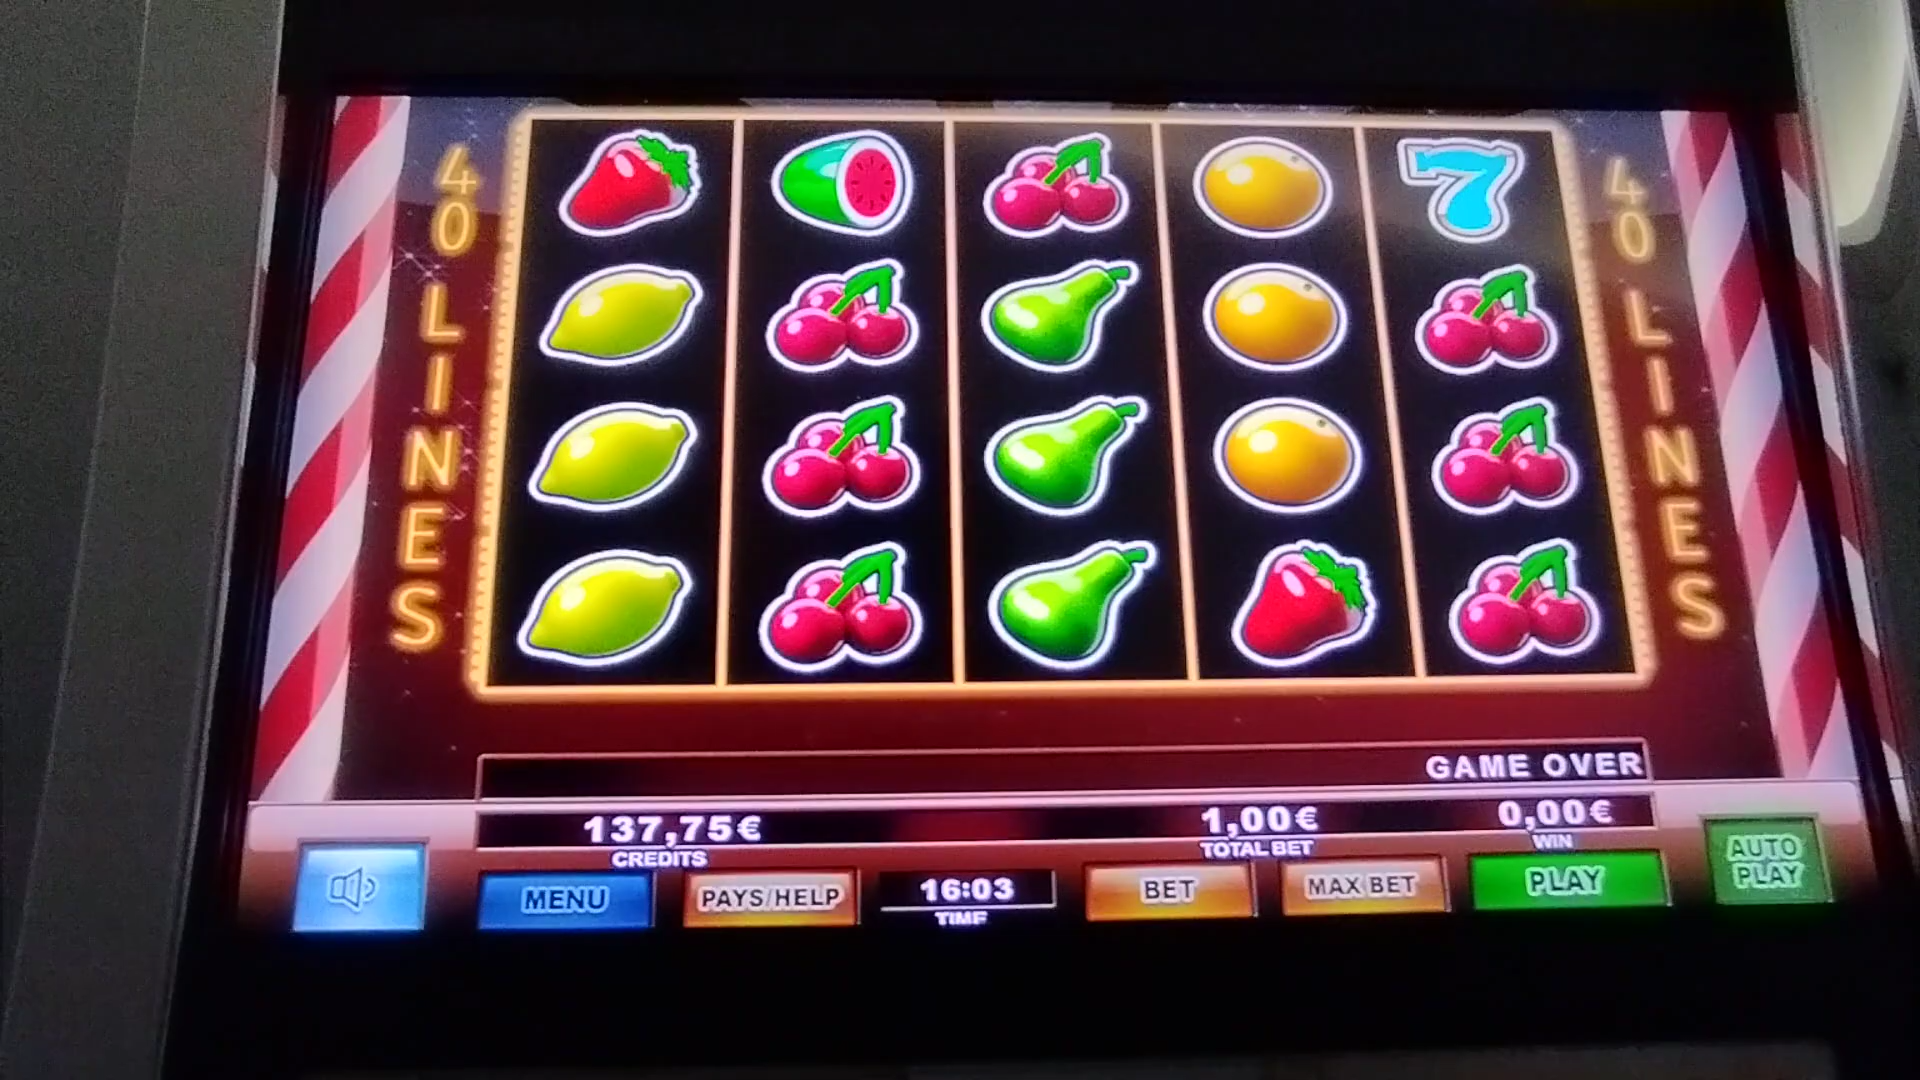 40 LINES
40 LINES
GAME OVER
137,75€
CREDITS
1,00€
TOTAL BET
0,00€
WIN
MENU
PAYS/HELP
16:03
TIME
BET
MAX BET
PLAY
AUTO
PLAY